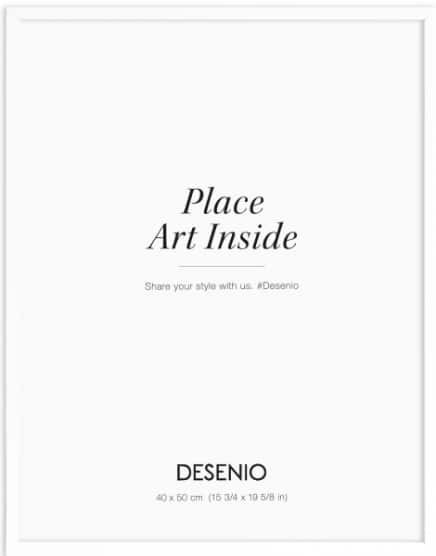 Place
Art Inside
Share your style with us. #Desenio
DESENIO
40 x 50 cm (15 3/4 x 19 5/8 in)